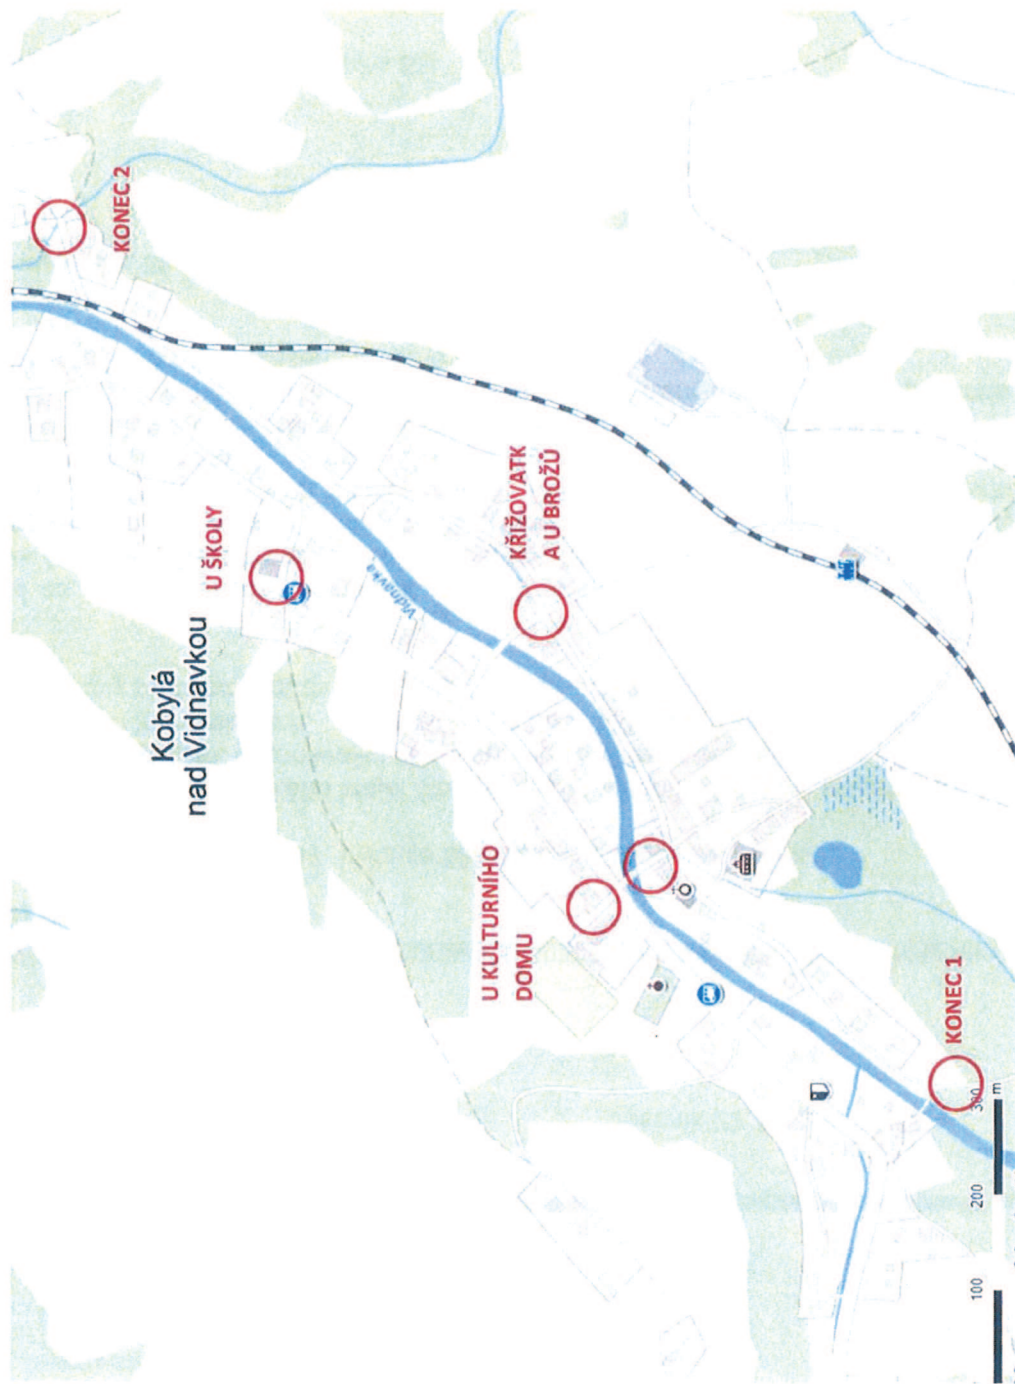 KONEC 2
U ŠKOLY
Kobylá
nad Vidnavkou
Vidnavka
KŘIŽOVATK
A U BROŽŮ
U KULTURNÍHO
DOMU
KONEC 1
100
200
300
m